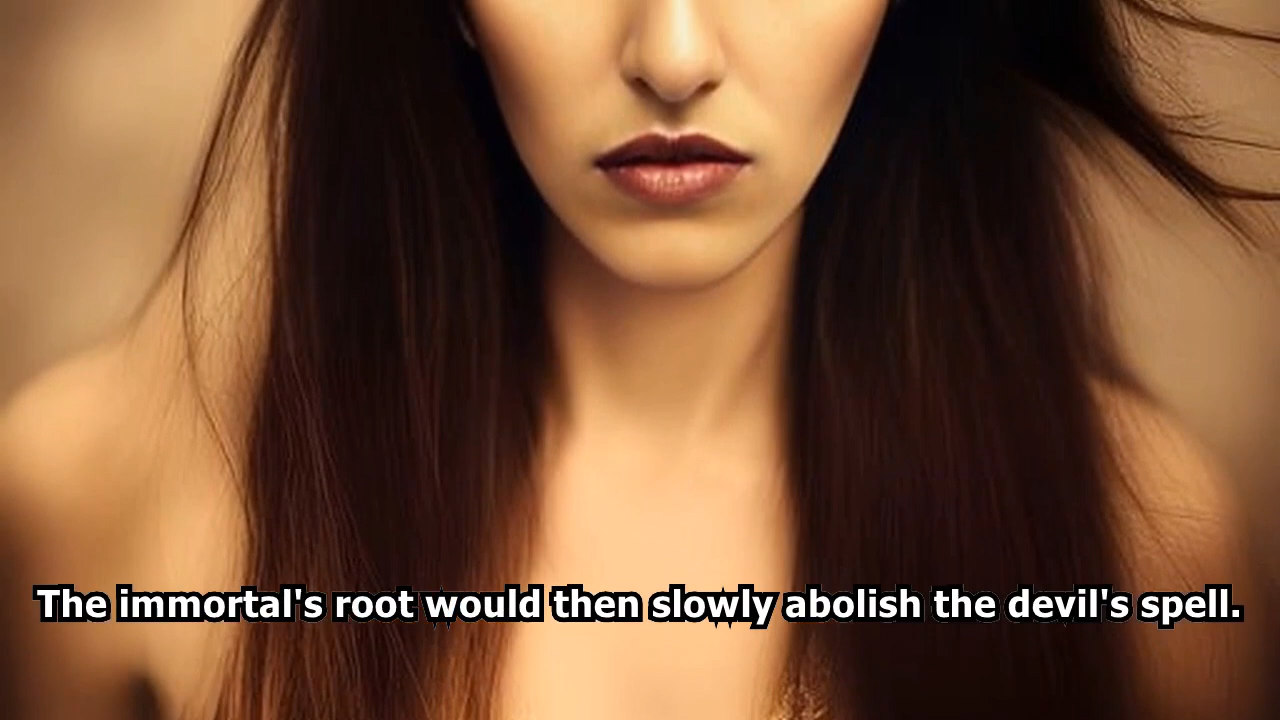 The immortal's root would then slowly abolish the devil's spell.